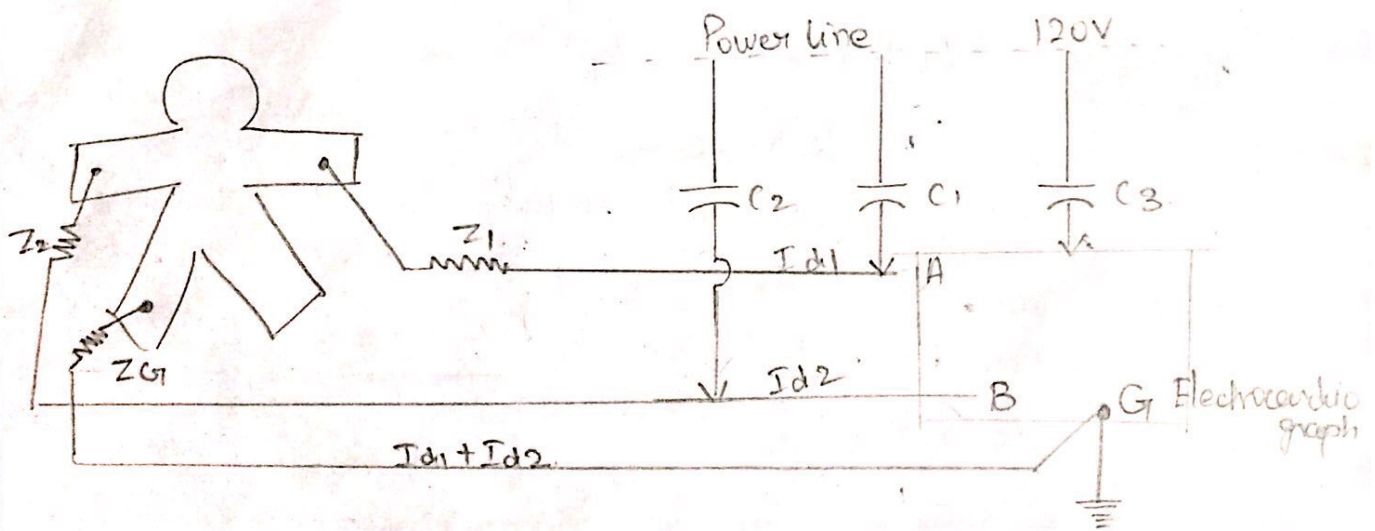 Power line
120V
C2
C1
C3
Z2
Z1
Id1
A
ZG
Id2
B
G
Electrocardio
graph
Id1 + Id2